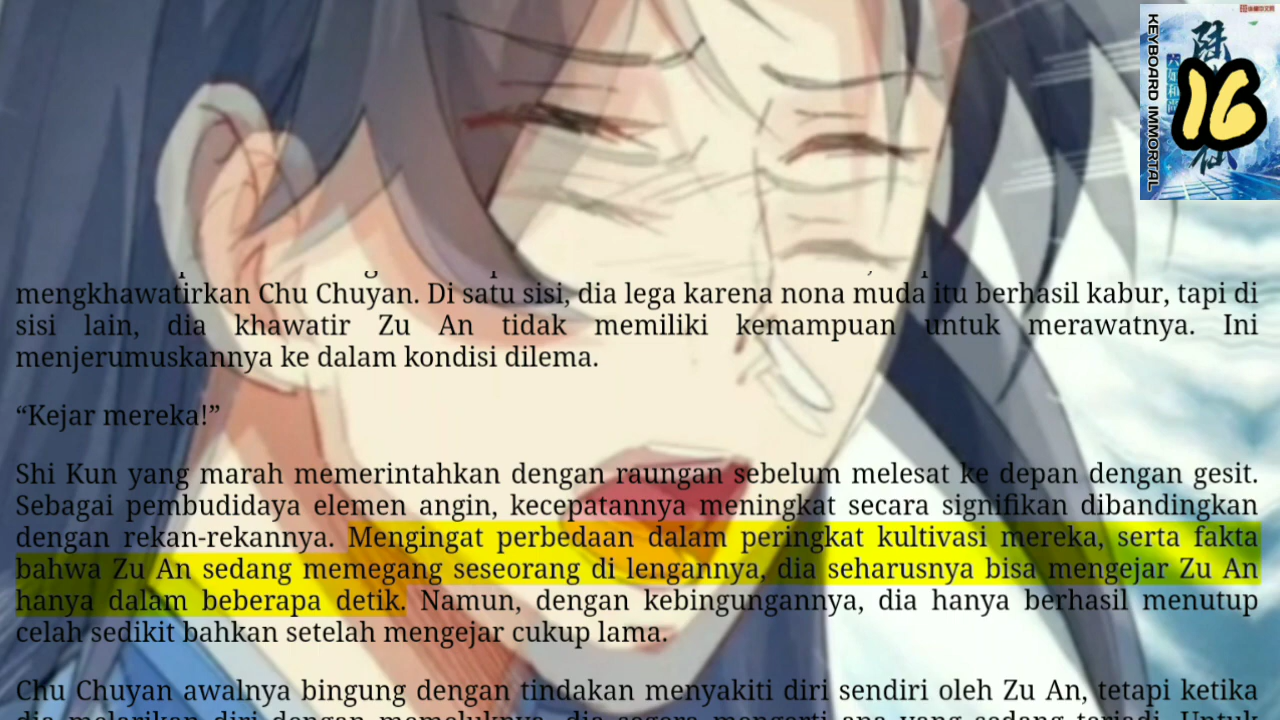 KEYBOARD IMMORTAL
16
mengkhawatirkan Chu Chuyan. Di satu sisi, dia lega karena nona muda itu berhasil kabur, tapi di
sisi lain, dia khawatir Zu An tidak memiliki kemampuan untuk merawatnya. Ini
menjerumuskannya ke dalam kondisi dilema.
“Kejar mereka!”
Shi Kun yang marah memerintahkan dengan raungan sebelum melesat ke depan dengan gesit.
Sebagai pembudidaya elemen angin, kecepatannya meningkat secara signifikan dibandingkan
dengan rekan-rekannya. Mengingat perbedaan dalam peringkat kultivasi mereka, serta fakta
bahwa Zu An sedang memegang seseorang di lengannya, dia seharusnya bisa mengejar Zu An
hanya dalam beberapa detik. Namun, dengan kebingungannya, dia hanya berhasil menutup
celah sedikit bahkan setelah mengejar cukup lama.
Chu Chuyan awalnya bingung dengan tindakan menyakiti diri sendiri oleh Zu An, tetapi ketika